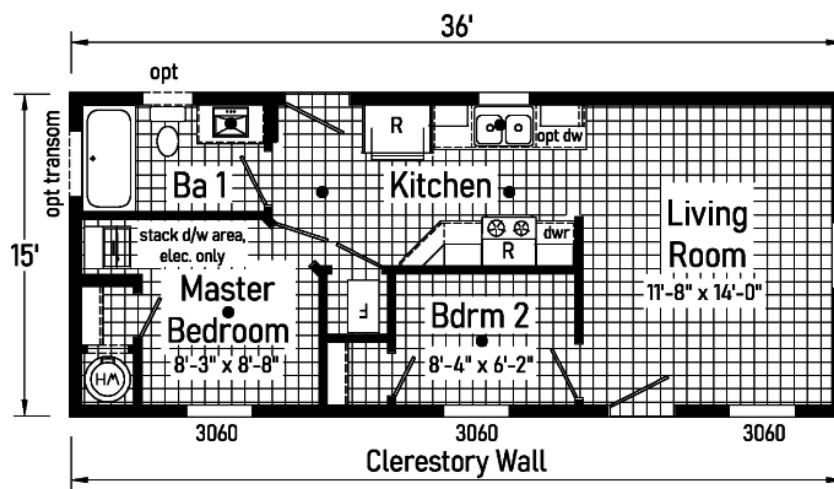 36'
opt
R
opt dw
opt transom
Ba 1
Kitchen
15'
stack d/w area,
elec. only
R
dwr
Living
Room
11'-8" x 14'-0"
Master
Bedroom
8'-3" x 8'-8"
F
Bdrm 2
8'-4" x 6'-2"
WH
3060
3060
3060
Clerestory Wall